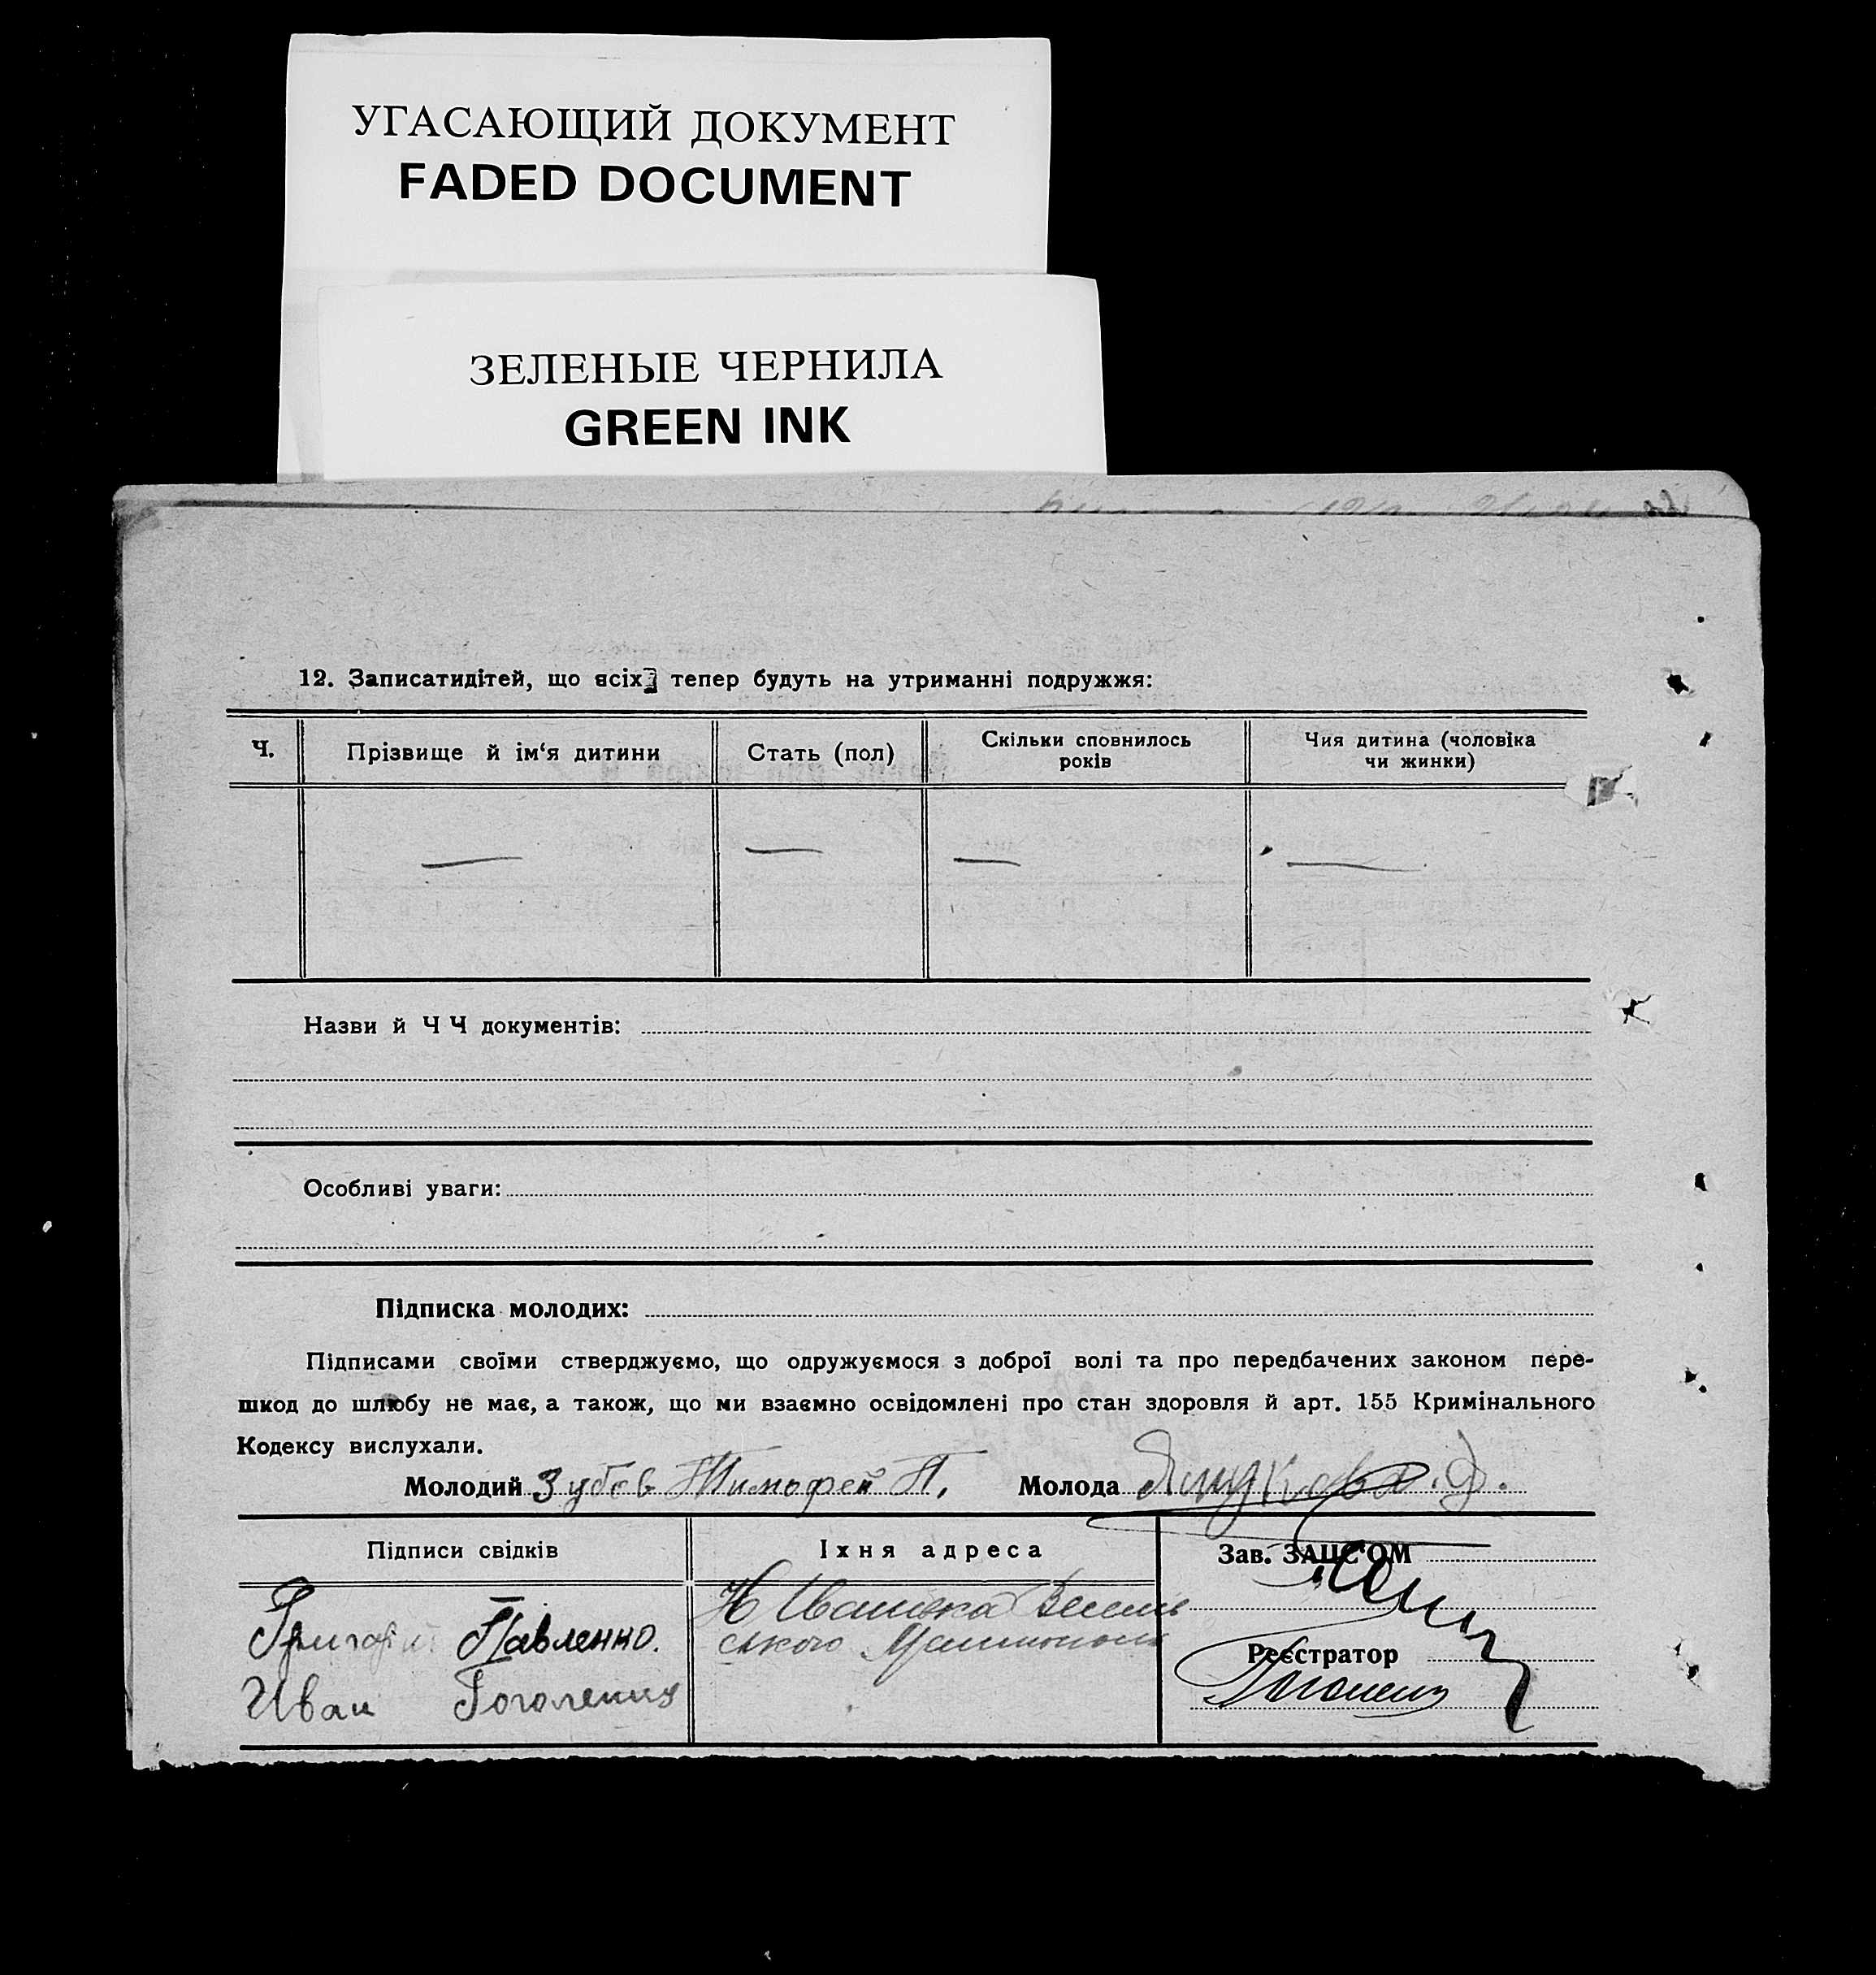 УГАСАЮЩИЙ ДОКУМЕНТ
FADED DOCUMENT
ЗЕЛЕНЫЕ ЧЕРНИЛА
GREEN INK
12. Записатидітей, що всіх тепер будуть на утриманні подружжя:
Ч.
Прізвище й ім‘я дитини
Стать (пол)
Скільки сповнилось
років
Чия дитина (чоловіка
чи жинки)
Назви й Ч Ч документів:
Особливі уваги:
Підписка молодих:
Підписами своїми стверджуємо, що одружуємося з доброї волі та про передбачених законом пере-
шкод до шлюбу не має, а також, що ми взаємно освідомлені про стан здоровля й арт. 155 Кримінального
Кодексу вислухали.
Молодий Зубов Тимофей П. Молода
Підписи свідків
Їхня адреса
Зав. ЗАЦС‘ОМ
Григорий Павленко.
Иван
Н Иванівка
ського
Реєстратор